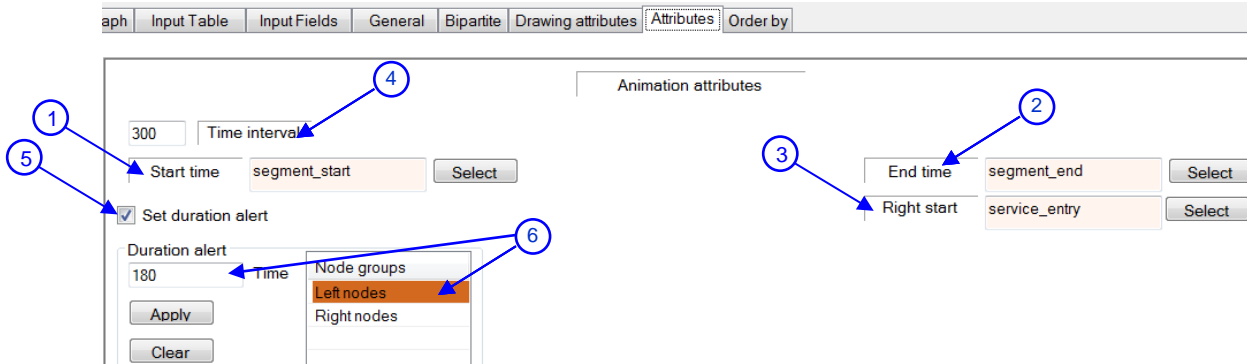 aph Input Table Input Fields General Bipartite Drawing attributes Attributes Order by
4 Animation attributes
1 2
300 Time interval
5 3
Start time segment_start Select End time segment_end Select
Right start service_entry Select
Set duration alert
6
Duration alert
180 Time Node groups
Left nodes
Apply Right nodes
Clear